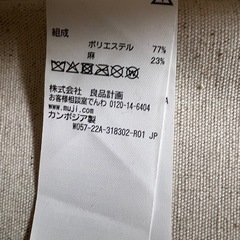 組成
ポリエステル 77%
麻 23%
株式会社 良品計画
お客様相談室でんわ 0120-14-6404
www.muji.com
カンボジア製
W057-22A-318302-R01 JP